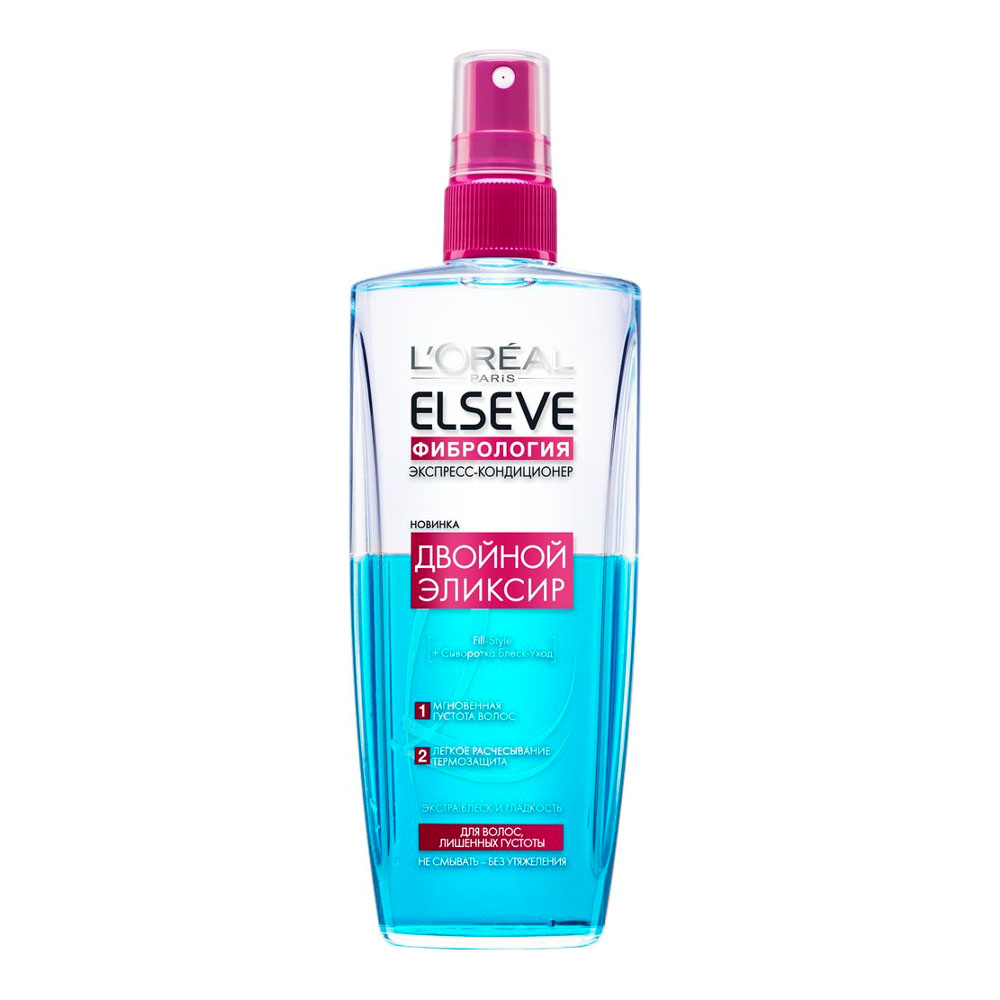 L'ORÉAL
PARIS
ELSEVE
ФИБРОЛОГИЯ
ЭКСПРЕСС-КОНДИЦИОНЕР
НОВИНКА
ДВОЙНОЙ
ЭЛИКСИР
Fill-Style
+ Сыворотка Блеск-Уход
1 МГНОВЕННАЯ
ГУСТОТА ВОЛОС
2 ЛЕГКОЕ РАСЧЕСЫВАНИЕ
ТЕРМОЗАЩИТА
ЭКСТРА БЛЕСК И ГЛАДКОСТЬ
ДЛЯ ВОЛОС,
ЛИШЕННЫХ ГУСТОТЫ
НЕ СМЫВАТЬ – БЕЗ УТЯЖЕЛЕНИЯ